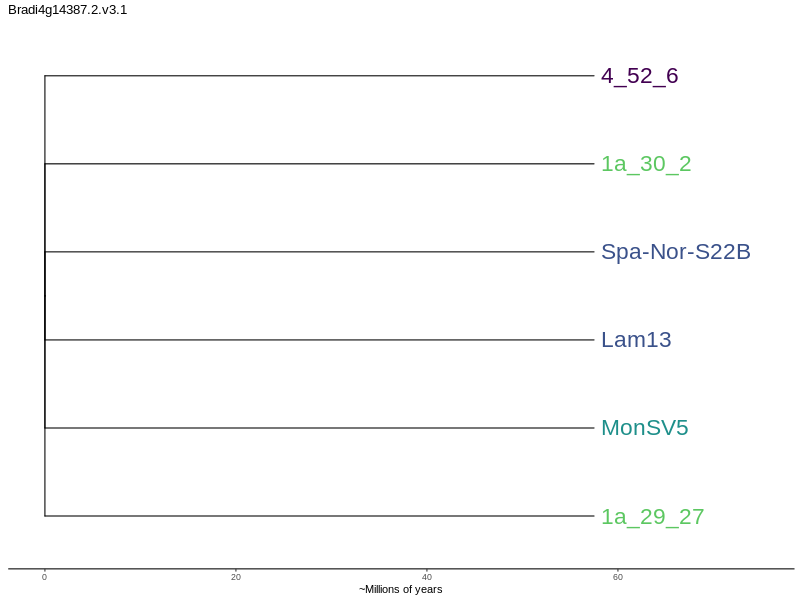 Bradi4g14387.2.v3.1
4_52_6
1a_30_2
Spa-Nor-S22B
Lam13
MonSV5
1a_29_27
0 20 40 60
~Millions of years